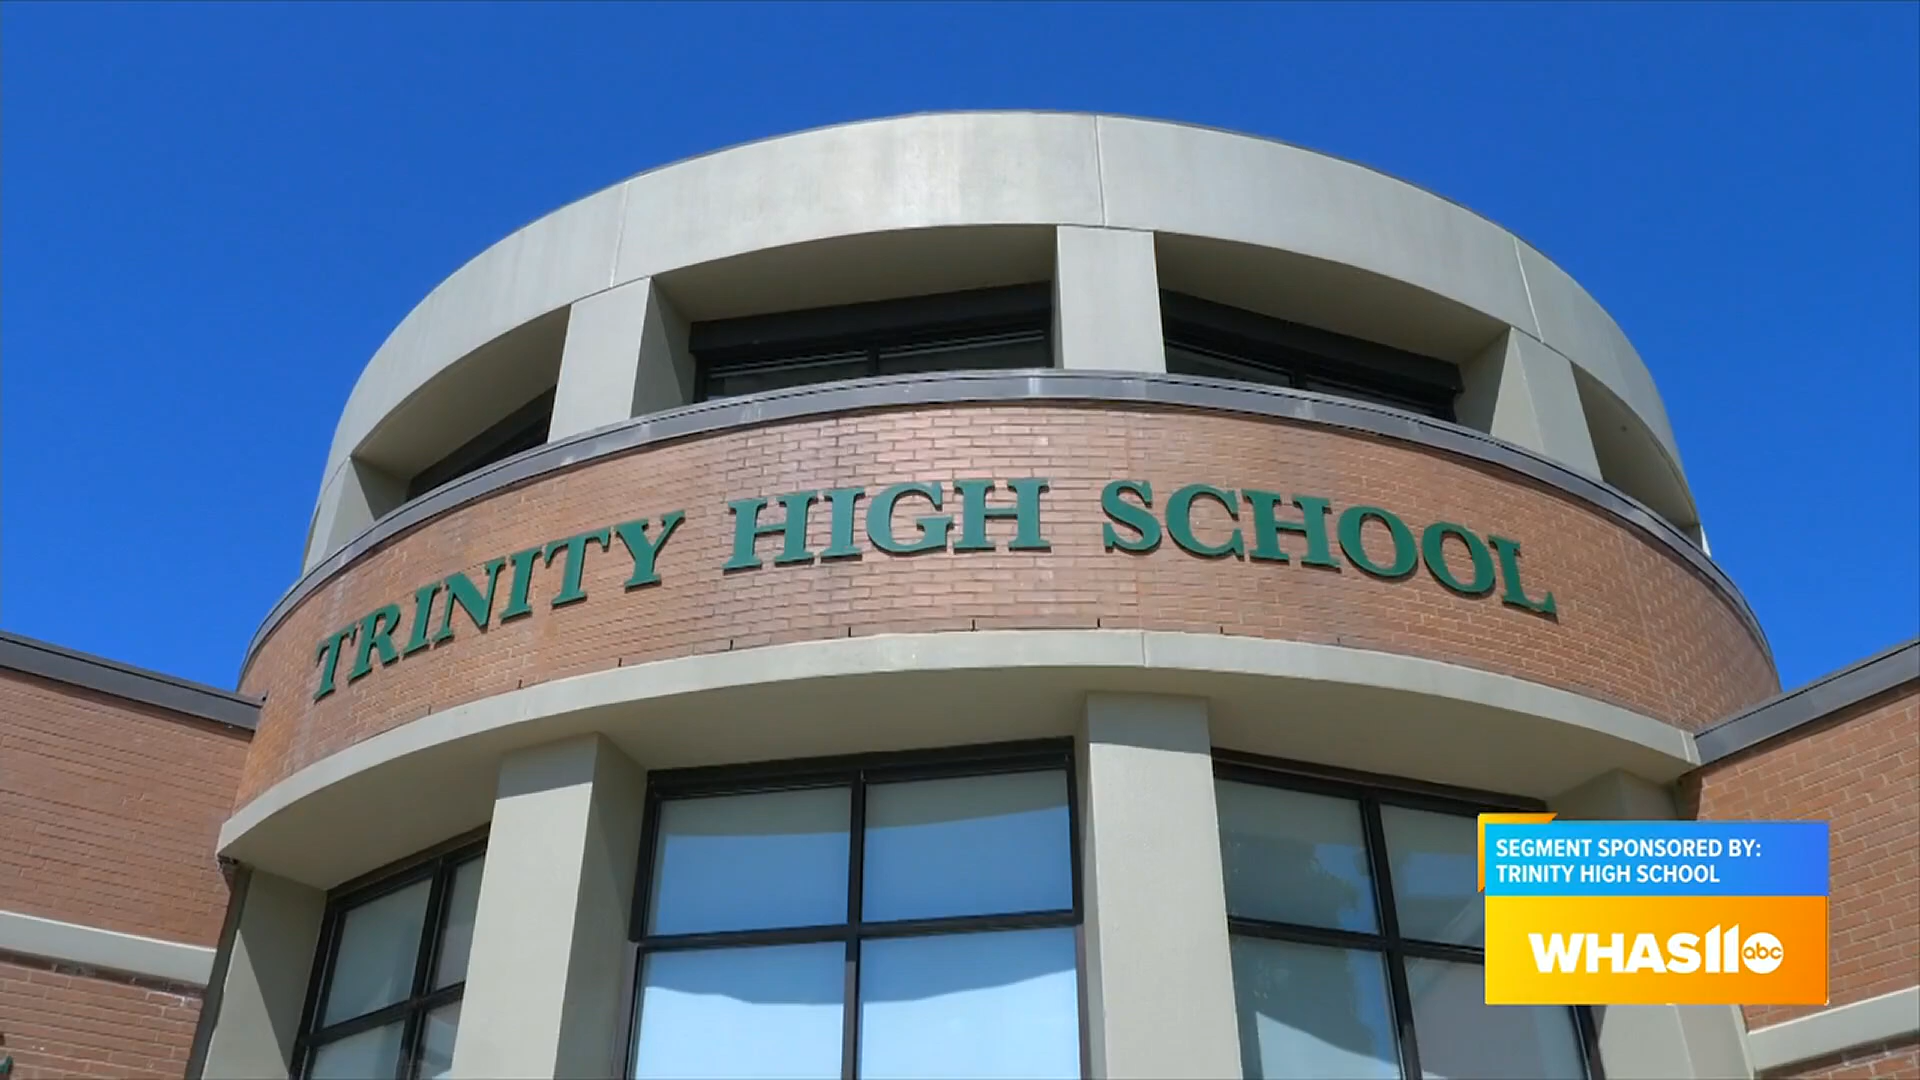 TRINITY HIGH SCHOOL
SEGMENT SPONSORED BY:
TRINITY HIGH SCHOOL
WHAS11 abc